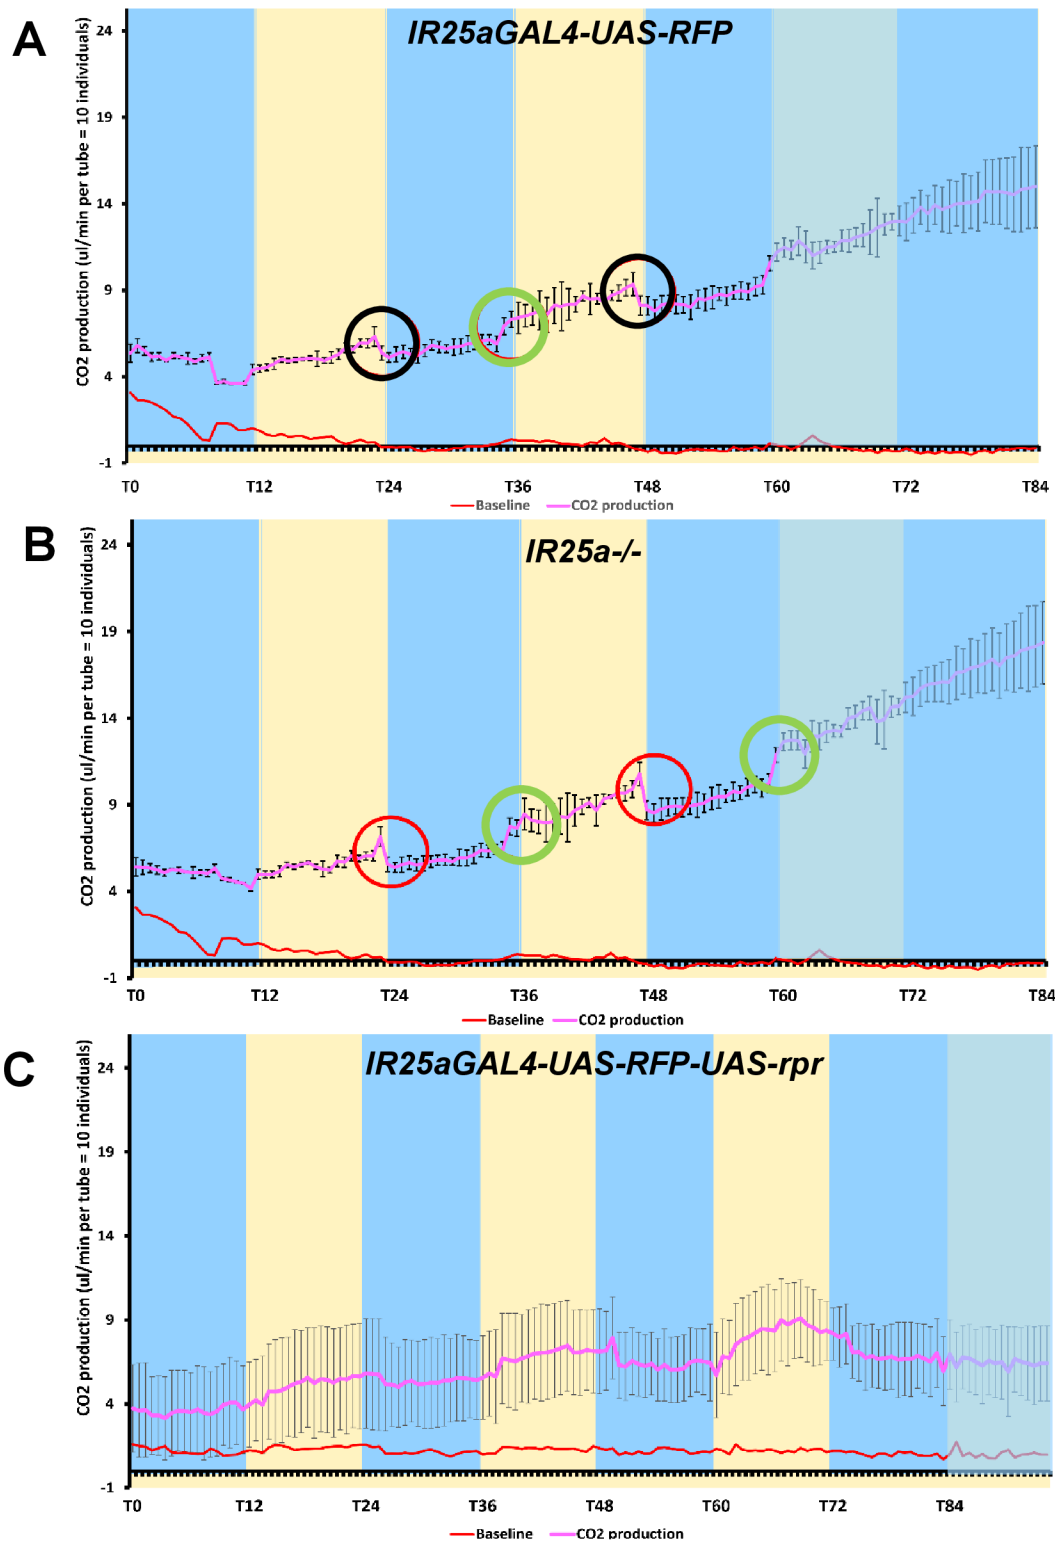 A
IR25aGAL4-UAS-RFP
CO2 production (ul/min per tube = 10 individuals)
24
19
14
9
4
-1
T0 T12 T24 T36 T48 T60 T72 T84
Baseline CO2 production
B
IR25a-/-
CO2 production (ul/min per tube = 10 individuals)
24
19
14
9
4
-1
T0 T12 T24 T36 T48 T60 T72 T84
Baseline CO2 production
C
IR25aGAL4-UAS-RFP-UAS-rpr
CO2 production (ul/min per tube = 10 individuals)
24
19
14
9
4
-1
T0 T12 T24 T36 T48 T60 T72 T84
Baseline CO2 production